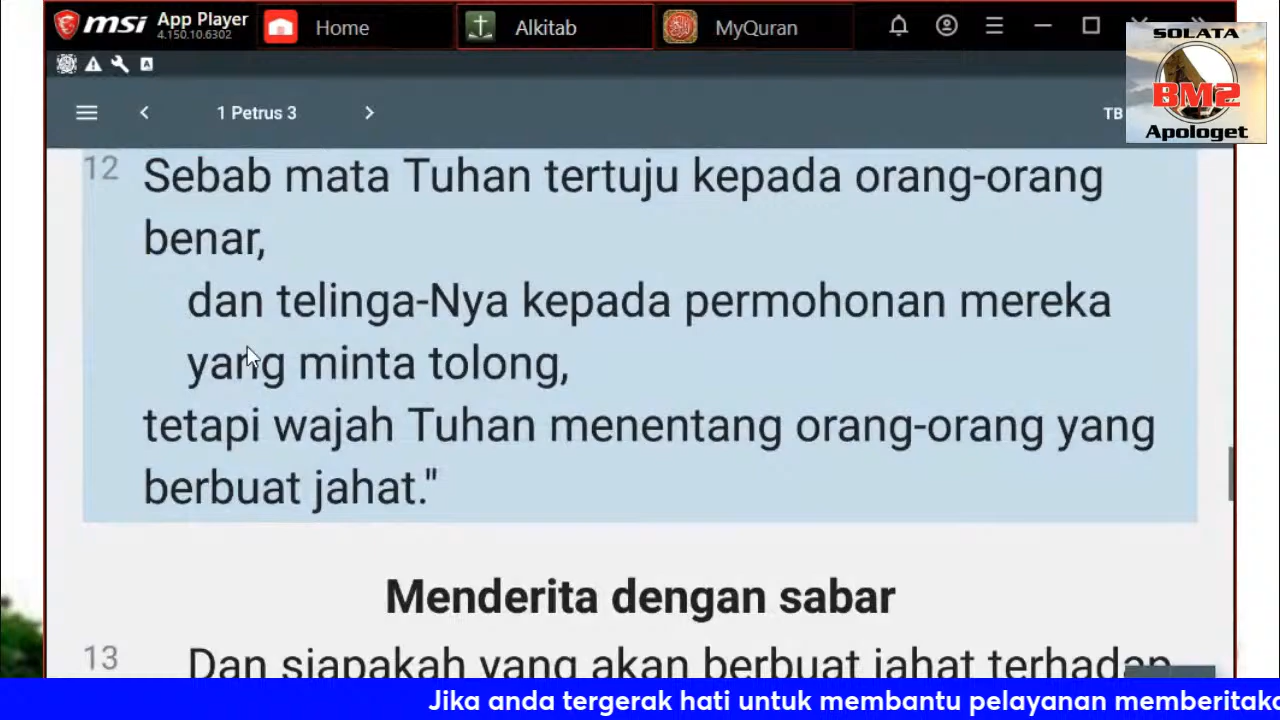 msi App Player
4.150.10.6302
Home
Alkitab
MyQuran
SOLATA
BM2
Apologet
1 Petrus 3
TB
12 Sebab mata Tuhan tertuju kepada orang-orang
benar,
dan telinga-Nya kepada permohonan mereka
yang minta tolong,
tetapi wajah Tuhan menentang orang-orang yang
berbuat jahat."
Menderita dengan sabar
13 Dan siapakah yang akan berbuat jahat terhadap
Jika anda tergerak hati untuk membantu pelayanan memberitaka